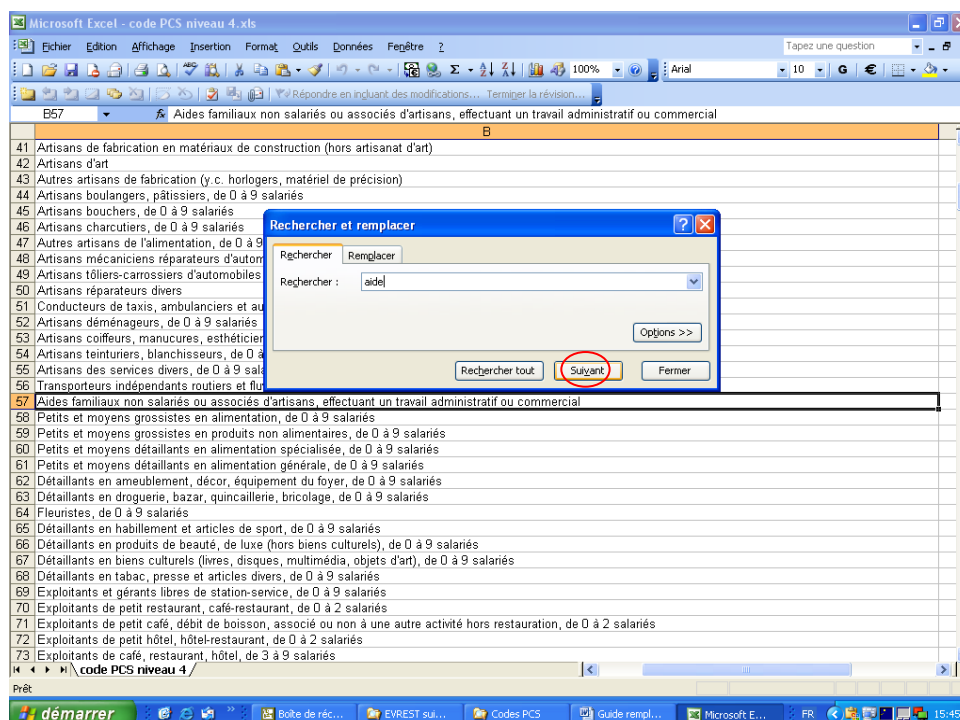 Microsoft Excel - code PCS niveau 4.xls
Fichier Edition Affichage Insertion Format Outils Données Fenêtre ? Tapez une question
100% Arial 10 G €
Répondre en incluant des modifications... Terminer la révision...
B57 fx Aides familiaux non salariés ou associés d'artisans, effectuant un travail administratif ou commercial
B
41 Artisans de fabrication en matériaux de construction (hors artisanat d'art)
42 Artisans d'art
43 Autres artisans de fabrication (y.c. horlogers, matériel de précision)
44 Artisans boulangers, pâtissiers, de 0 à 9 salariés
45 Artisans bouchers, de 0 à 9 salariés
46 Artisans charcutiers, de 0 à 9 salariés
47 Autres artisans de l'alimentation, de 0 à 9
48 Artisans mécaniciens réparateurs d'autom
49 Artisans tôliers-carrossiers d'automobiles
50 Artisans réparateurs divers
51 Conducteurs de taxis, ambulanciers et au
52 Artisans déménageurs, de 0 à 9 salariés
53 Artisans coiffeurs, manucures, esthéticier
54 Artisans teinturiers, blanchisseurs, de 0 à
55 Artisans des services divers, de 0 à 9 sala
56 Transporteurs indépendants routiers et flu
Rechercher et remplacer
Rechercher Remplacer
Rechercher : aide
Options >>
Rechercher tout Suivant Fermer
57 Aides familiaux non salariés ou associés d'artisans, effectuant un travail administratif ou commercial
58 Petits et moyens grossistes en alimentation, de 0 à 9 salariés
59 Petits et moyens grossistes en produits non alimentaires, de 0 à 9 salariés
60 Petits et moyens détaillants en alimentation spécialisée, de 0 à 9 salariés
61 Petits et moyens détaillants en alimentation générale, de 0 à 9 salariés
62 Détaillants en ameublement, décor, équipement du foyer, de 0 à 9 salariés
63 Détaillants en droguerie, bazar, quincaillerie, bricolage, de 0 à 9 salariés
64 Fleuristes, de 0 à 9 salariés
65 Détaillants en habillement et articles de sport, de 0 à 9 salariés
66 Détaillants en produits de beauté, de luxe (hors biens culturels), de 0 à 9 salariés
67 Détaillants en biens culturels (livres, disques, multimédia, objets d'art), de 0 à 9 salariés
68 Détaillants en tabac, presse et articles divers, de 0 à 9 salariés
69 Exploitants et gérants libres de station-service, de 0 à 9 salariés
70 Exploitants de petit restaurant, café-restaurant, de 0 à 2 salariés
71 Exploitants de petit café, débit de boisson, associé ou non à une autre activité hors restauration, de 0 à 2 salariés
72 Exploitants de petit hôtel, hôtel-restaurant, de 0 à 2 salariés
73 Exploitants de café, restaurant, hôtel, de 3 à 9 salariés
code PCS niveau 4
Prêt
démarrer Boîte de réc... EVREST sui... Codes PCS Guide rempl... Microsoft E... FR 15:45